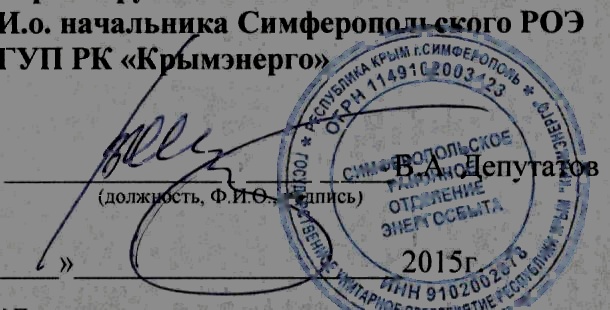 И.о. начальника Симферопольского РОЭ
ГУП РК «Крымэнерго»
В.А. Депутатов
(должность, Ф.И.О., подпись)
» 2015г.
РЕСПУБЛИКА КРЫМ г.СИМФЕРОПОЛЬ
ОГРН 1149102003423
СИМФЕРОПОЛЬСКОЕ
РАЙОННОЕ
ОТДЕЛЕНИЕ
ЭНЕРГОСБЫТА
ИНН 9102002878
ГОСУДАРСТВЕННОЕ УНИТАРНОЕ ПРЕДПРИЯТИЕ РЕСПУБЛИКИ КРЫМ